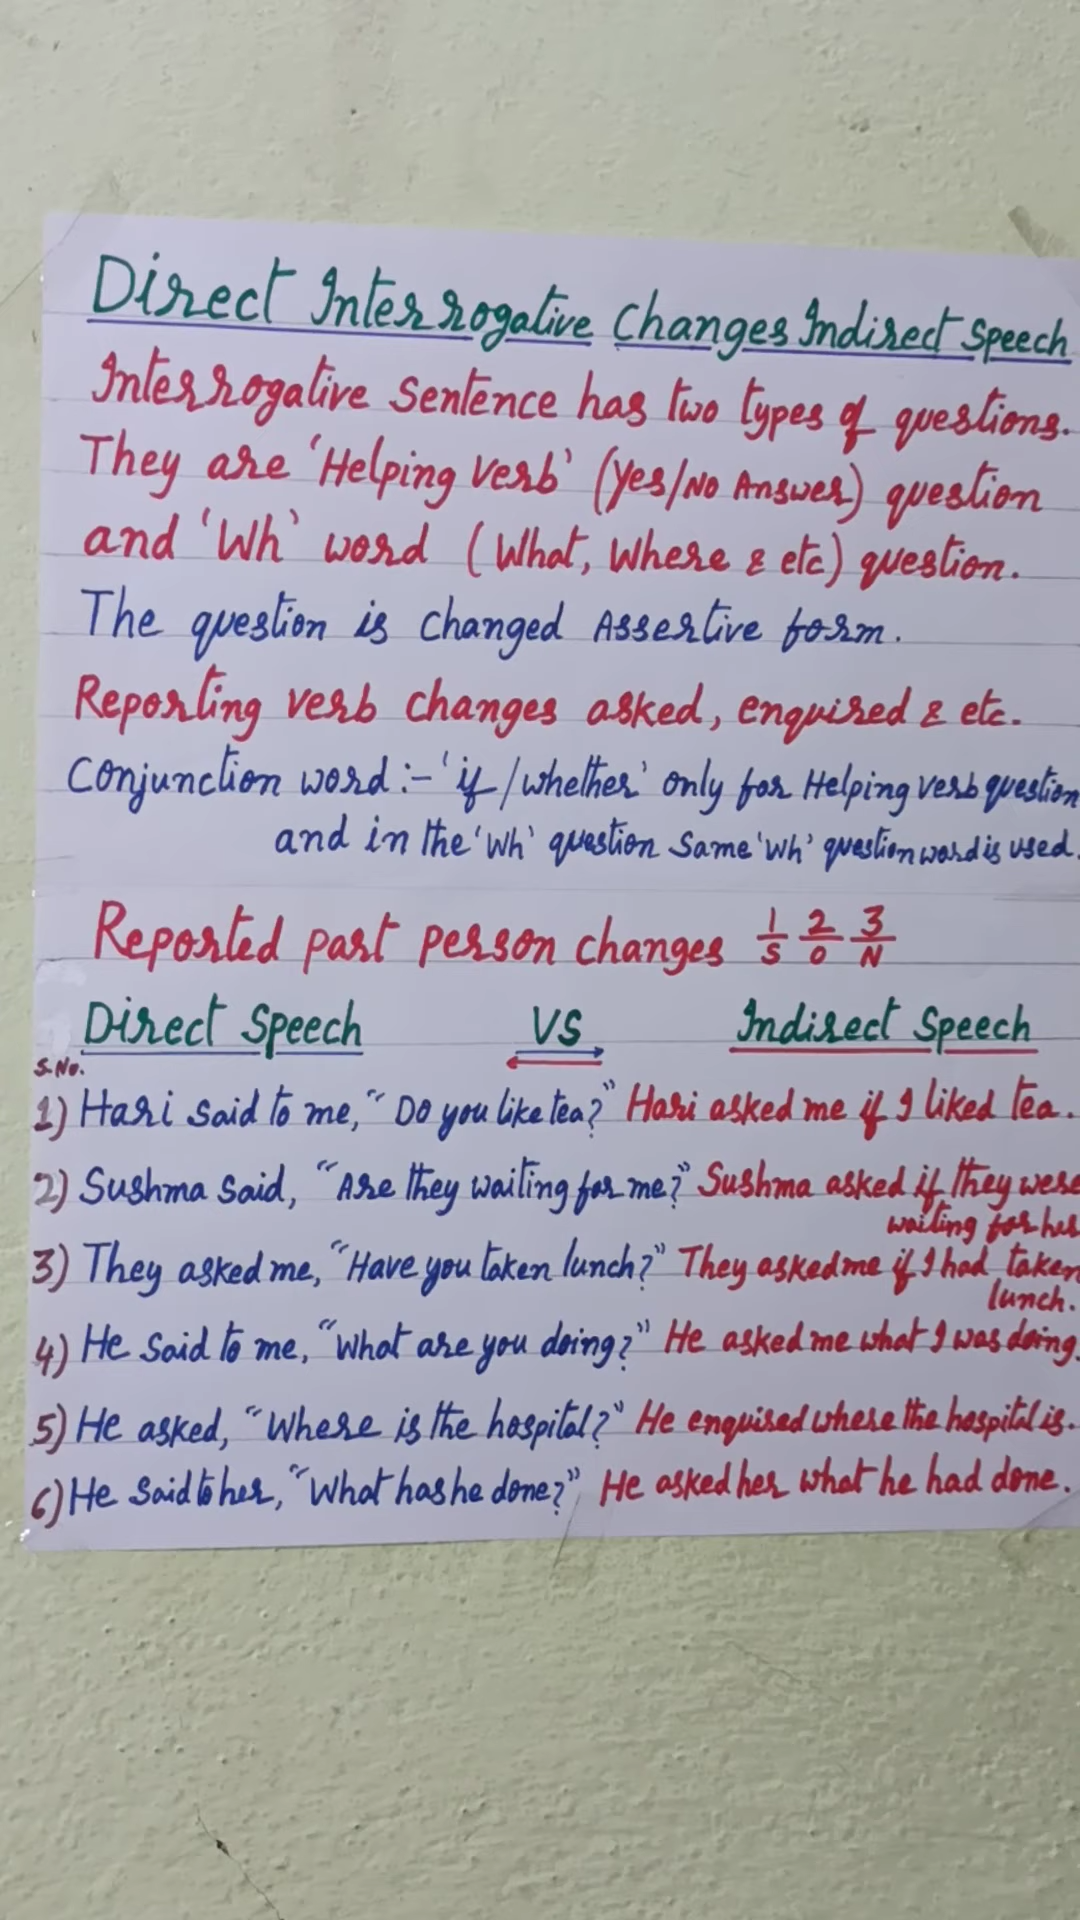 Direct Interrogative Changes Indirect Speech
Interrogative Sentence has two types of questions.
They are 'Helping verb' (Yes/No Answer) question
and 'Wh' word (What, Where & etc) question.
The question is changed Assertive form.
Reporting verb changes asked, enquired & etc.
Conjunction word :- 'if/whether' only for Helping verb question
and in the 'Wh' question Same 'Wh' question word is used.
Reported part person changes 1/S 2/O 3/N
Direct Speech VS Indirect Speech
S.No.
1) Hari said to me, "Do you like tea?" Hari asked me if I liked tea.
2) Sushma said, "Are they waiting for me?" Sushma asked if they were
waiting for her
3) They asked me, "Have you taken lunch?" They asked me if I had taken
lunch.
4) He said to me, "What are you doing?" He asked me what I was doing.
5) He asked, "Where is the hospital?" He enquired where the hospital is.
6) He said to her, "What has he done?" He asked her what he had done.